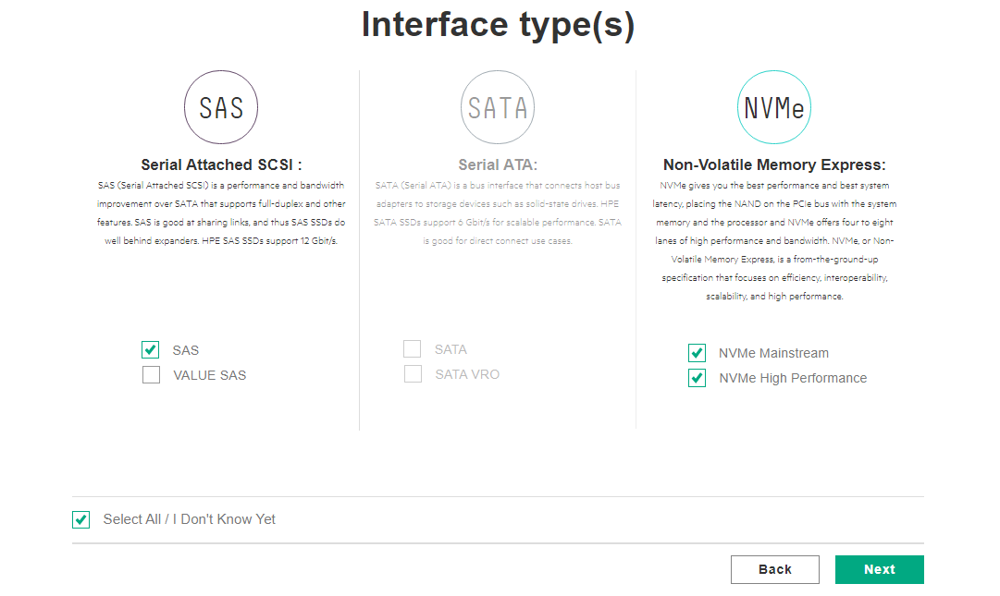 Interface type(s)
SAS
Serial Attached SCSI :
SAS (Serial Attached SCSI) is a performance and bandwidth
improvement over SATA that supports full-duplex and other
features. SAS is good at sharing links, and thus SAS SSDs do
well behind expanders. HPE SAS SSDs support 12 Gbit/s.
SAS
VALUE SAS
SATA
Serial ATA:
SATA (Serial ATA) is a bus interface that connects host bus
adapters to storage devices such as solid-state drives. HPE
SATA SSDs support 6 Gbit/s for scalable performance. SATA
is good for direct connect use cases.
SATA
SATA VRO
NVMe
Non-Volatile Memory Express:
NVMe gives you the best performance and best system
latency, placing the NAND on the PCIe bus with the system
memory and the processor and NVMe offers four to eight
lanes of high performance and bandwidth. NVMe, or Non-
Volatile Memory Express, is a from-the-ground-up
specification that focuses on efficiency, interoperability,
scalability, and high performance.
NVMe Mainstream
NVMe High Performance
Select All / I Don't Know Yet
Back
Next